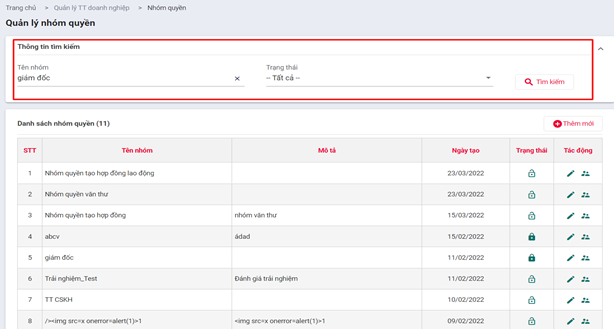 Trang chủ > Quản lý TT doanh nghiệp > Nhóm quyền
Quản lý nhóm quyền
Thông tin tìm kiếm
Tên nhóm Trạng thái
giám đốc × -- Tất cả -- Tìm kiếm
Danh sách nhóm quyền (11) Thêm mới
STT Tên nhóm Mô tả Ngày tạo Trạng thái Tác động
1 Nhóm quyền tạo hợp đồng lao động 23/03/2022
2 Nhóm quyền văn thư 23/03/2022
3 Nhóm quyền tạo hợp đồng nhóm văn thư 15/03/2022
4 abcv ádad 15/02/2022
5 giám đốc 11/02/2022
6 Trải nghiệm_Test Đánh giá trải nghiệm 11/02/2022
7 TT CSKH 10/02/2022
8 /><img src=x onerror=alert(1)>1 <img src=x onerror=alert(1)>1 09/02/2022